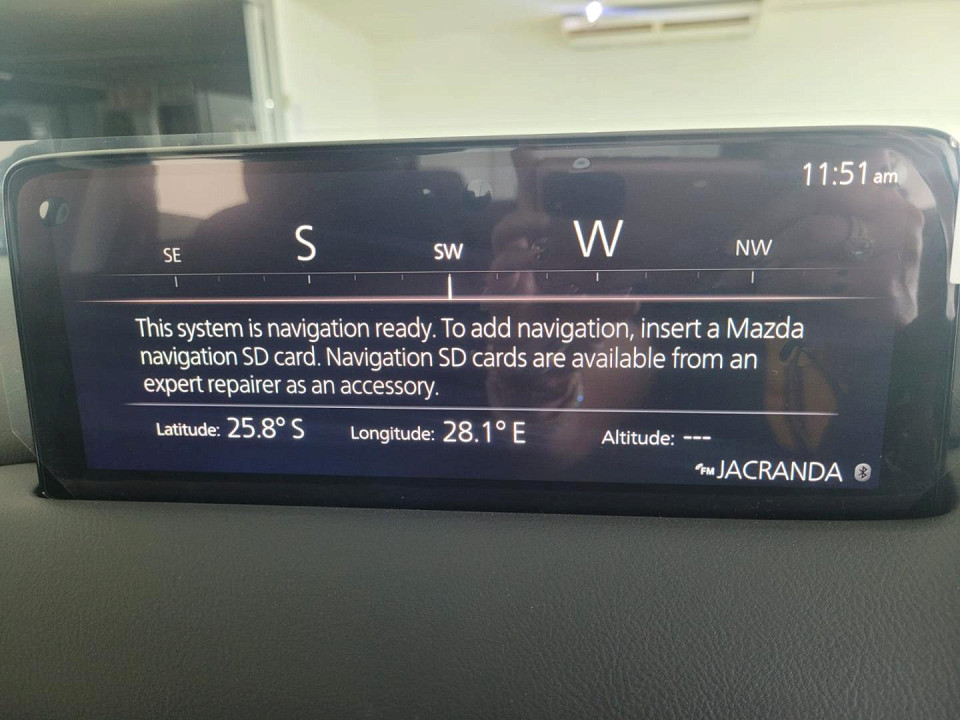 11:51 am
SE S SW W NW
This system is navigation ready. To add navigation, insert a Mazda
navigation SD card. Navigation SD cards are available from an
expert repairer as an accessory.
Latitude: 25.8° S Longitude: 28.1° E Altitude: ---
FM JACRANDA